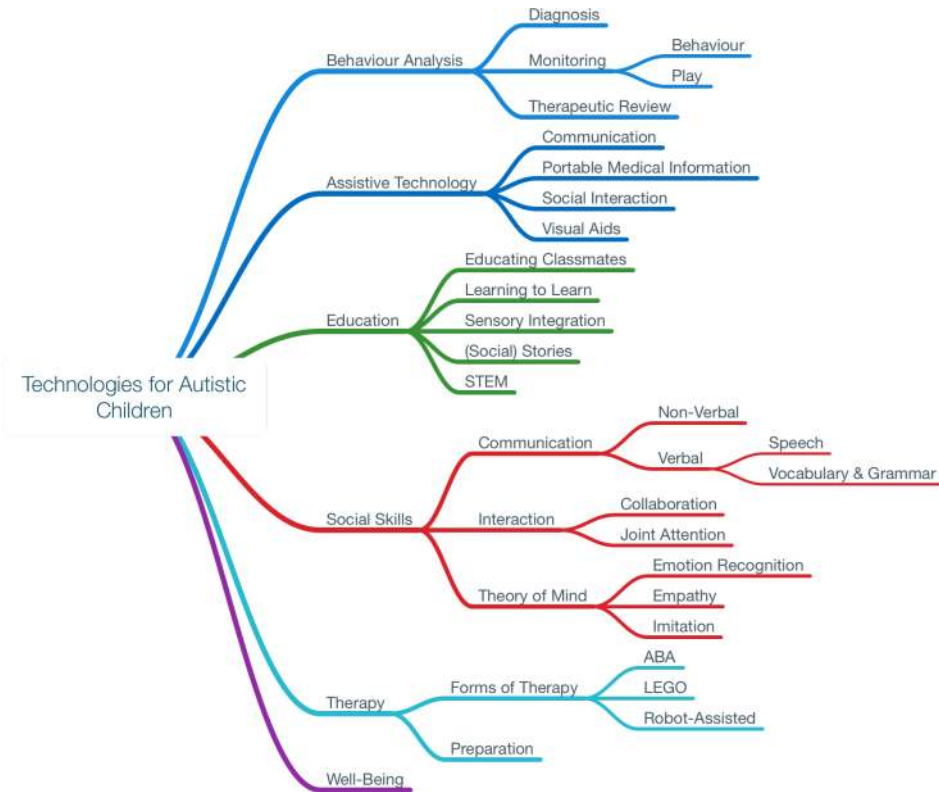 Technologies for Autistic
Children
Behaviour Analysis
Diagnosis
Monitoring
Behaviour
Play
Therapeutic Review
Assistive Technology
Communication
Portable Medical Information
Social Interaction
Visual Aids
Education
Educating Classmates
Learning to Learn
Sensory Integration
(Social) Stories
STEM
Social Skills
Communication
Non-Verbal
Verbal
Speech
Vocabulary & Grammar
Interaction
Collaboration
Joint Attention
Theory of Mind
Emotion Recognition
Empathy
Imitation
Therapy
Forms of Therapy
ABA
LEGO
Robot-Assisted
Preparation
Well-Being